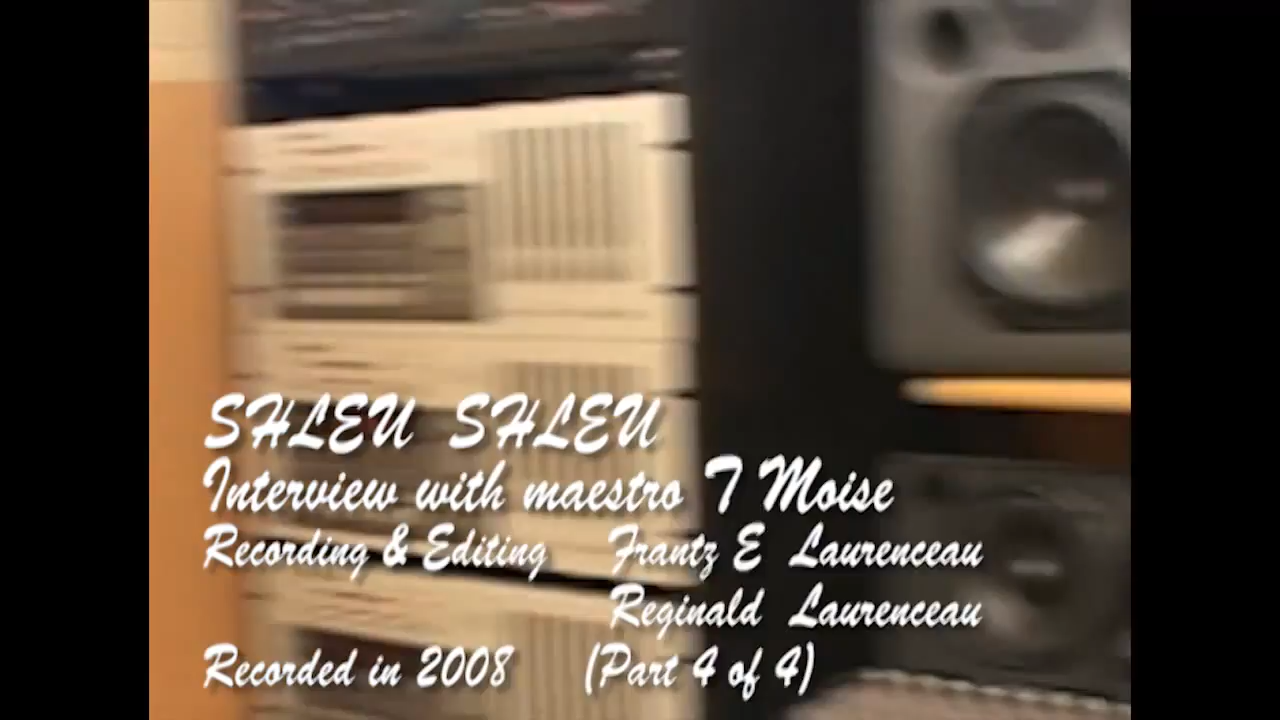 SHLEU SHLEU
Interview with maestro T Moise
Recording & Editing Frantz E Laurenceau
Reginald Laurenceau
Recorded in 2008 (Part 4 of 4)